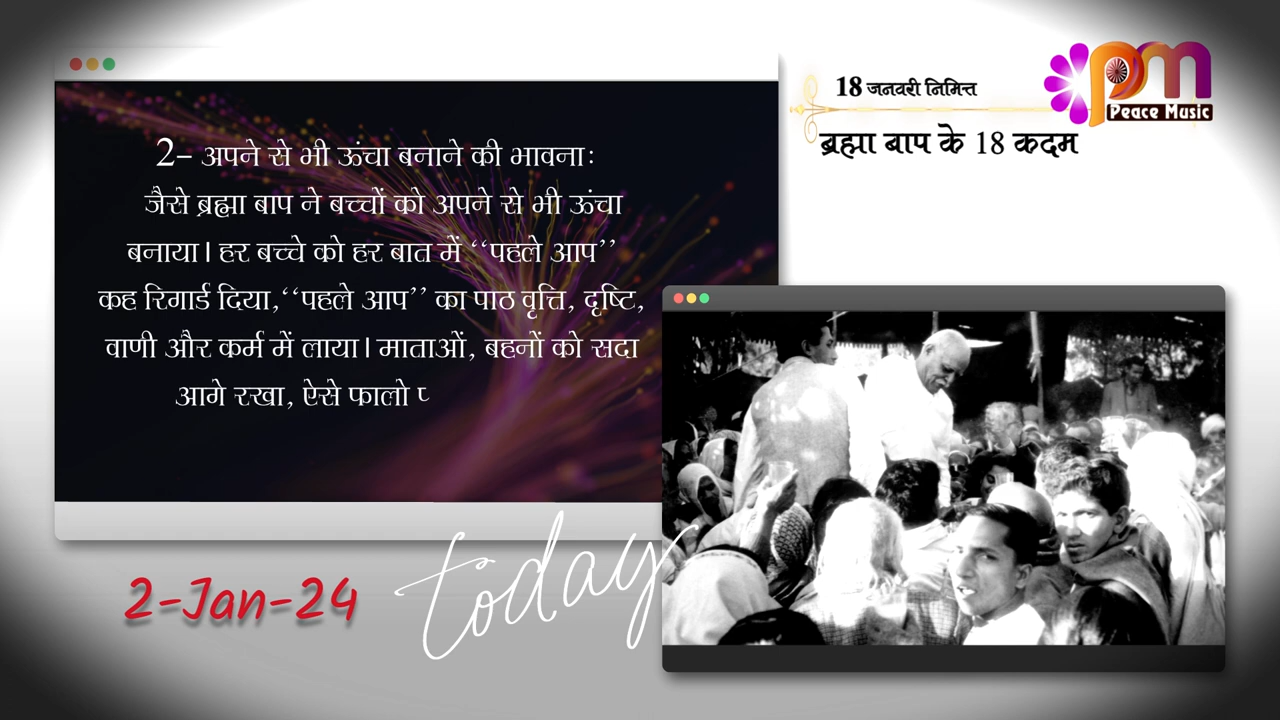 2- अपने से भी ऊंचा बनाने की भावना:
जैसे ब्रह्मा बाप ने बच्चों को अपने से भी ऊंचा
बनाया। हर बच्चे को हर बात में “पहले आप”
कह रिगार्ड दिया,“पहले आप” का पाठ वृत्ति, दृष्टि,
वाणी और कर्म में लाया। माताओं, बहनों को सदा
आगे रखा, ऐसे फालो
18 जनवरी निमित्त
ब्रह्मा बाप के 18 कदम
pm
Peace Music
2-Jan-24
today